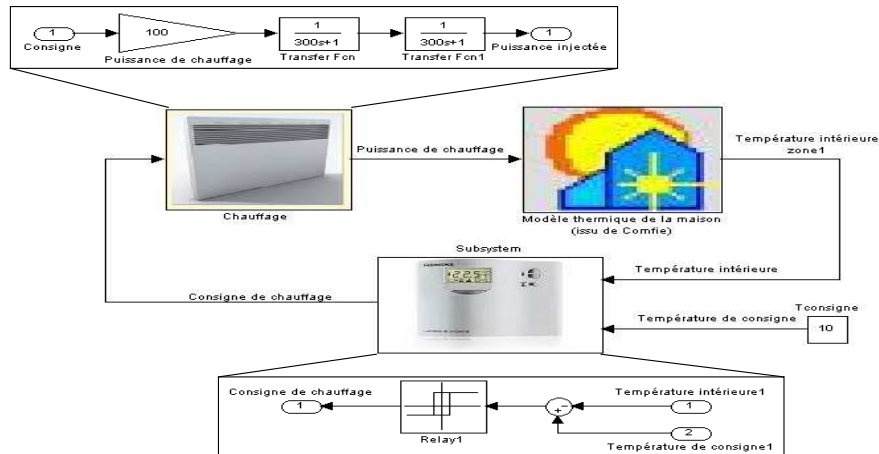 1
Consigne
100
Puissance de chauffage
1
300s+1
Transfer Fcn
1
300s+1
Transfer Fcn1
1
Puissance injectée
Chauffage
Puissance de chauffage
Modèle thermique de la maison
(issu de Comfie)
Température intérieure
zone1
Subsystem
SIEMENS
Température intérieure
Consigne de chauffage
Température de consigne
Tconsigne
10
Consigne de chauffage
1
Relay1
Température intérieure1
1
2
Température de consigne1